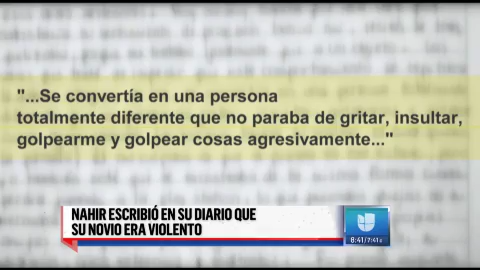 "...Se convertía en una persona
totalmente diferente que no paraba de gritar, insultar,
golpearme y golpear cosas agresivamente..."
NAHIR ESCRIBIÓ EN SU DIARIO QUE
SU NOVIO ERA VIOLENTO
8:41/7:41c